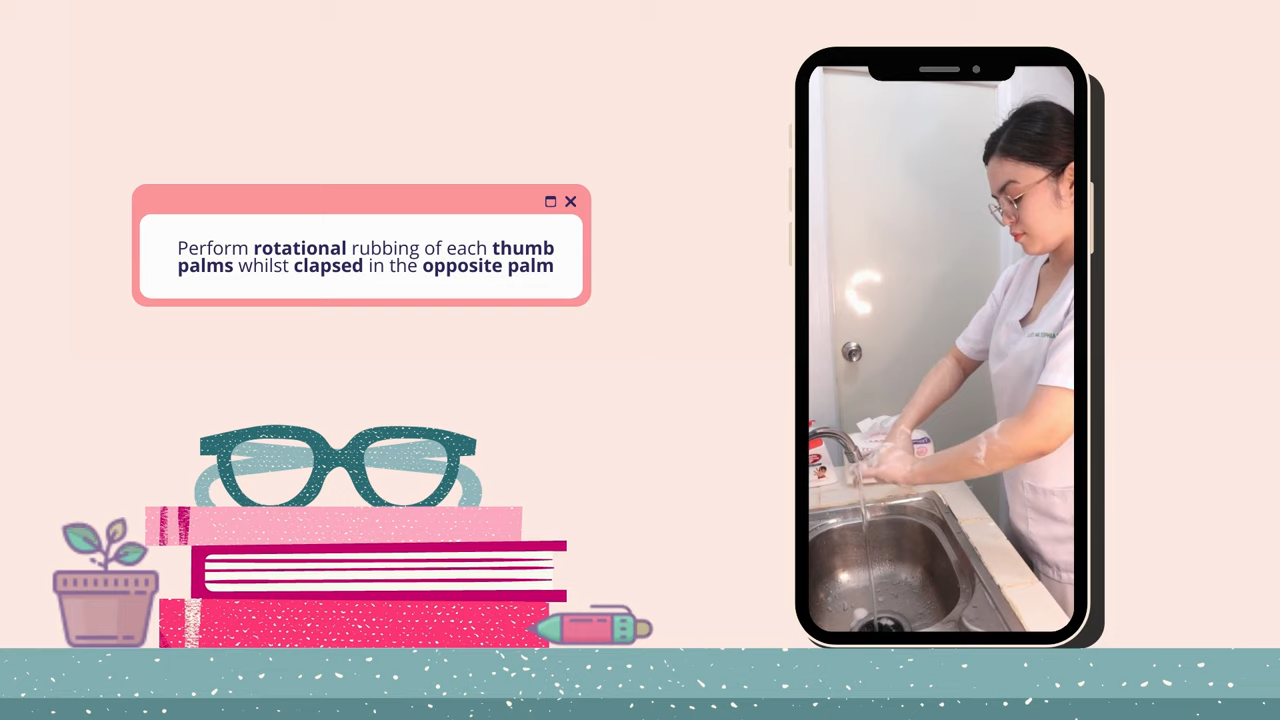 Perform rotational rubbing of each thumb
palms whilst clapsed in the opposite palm